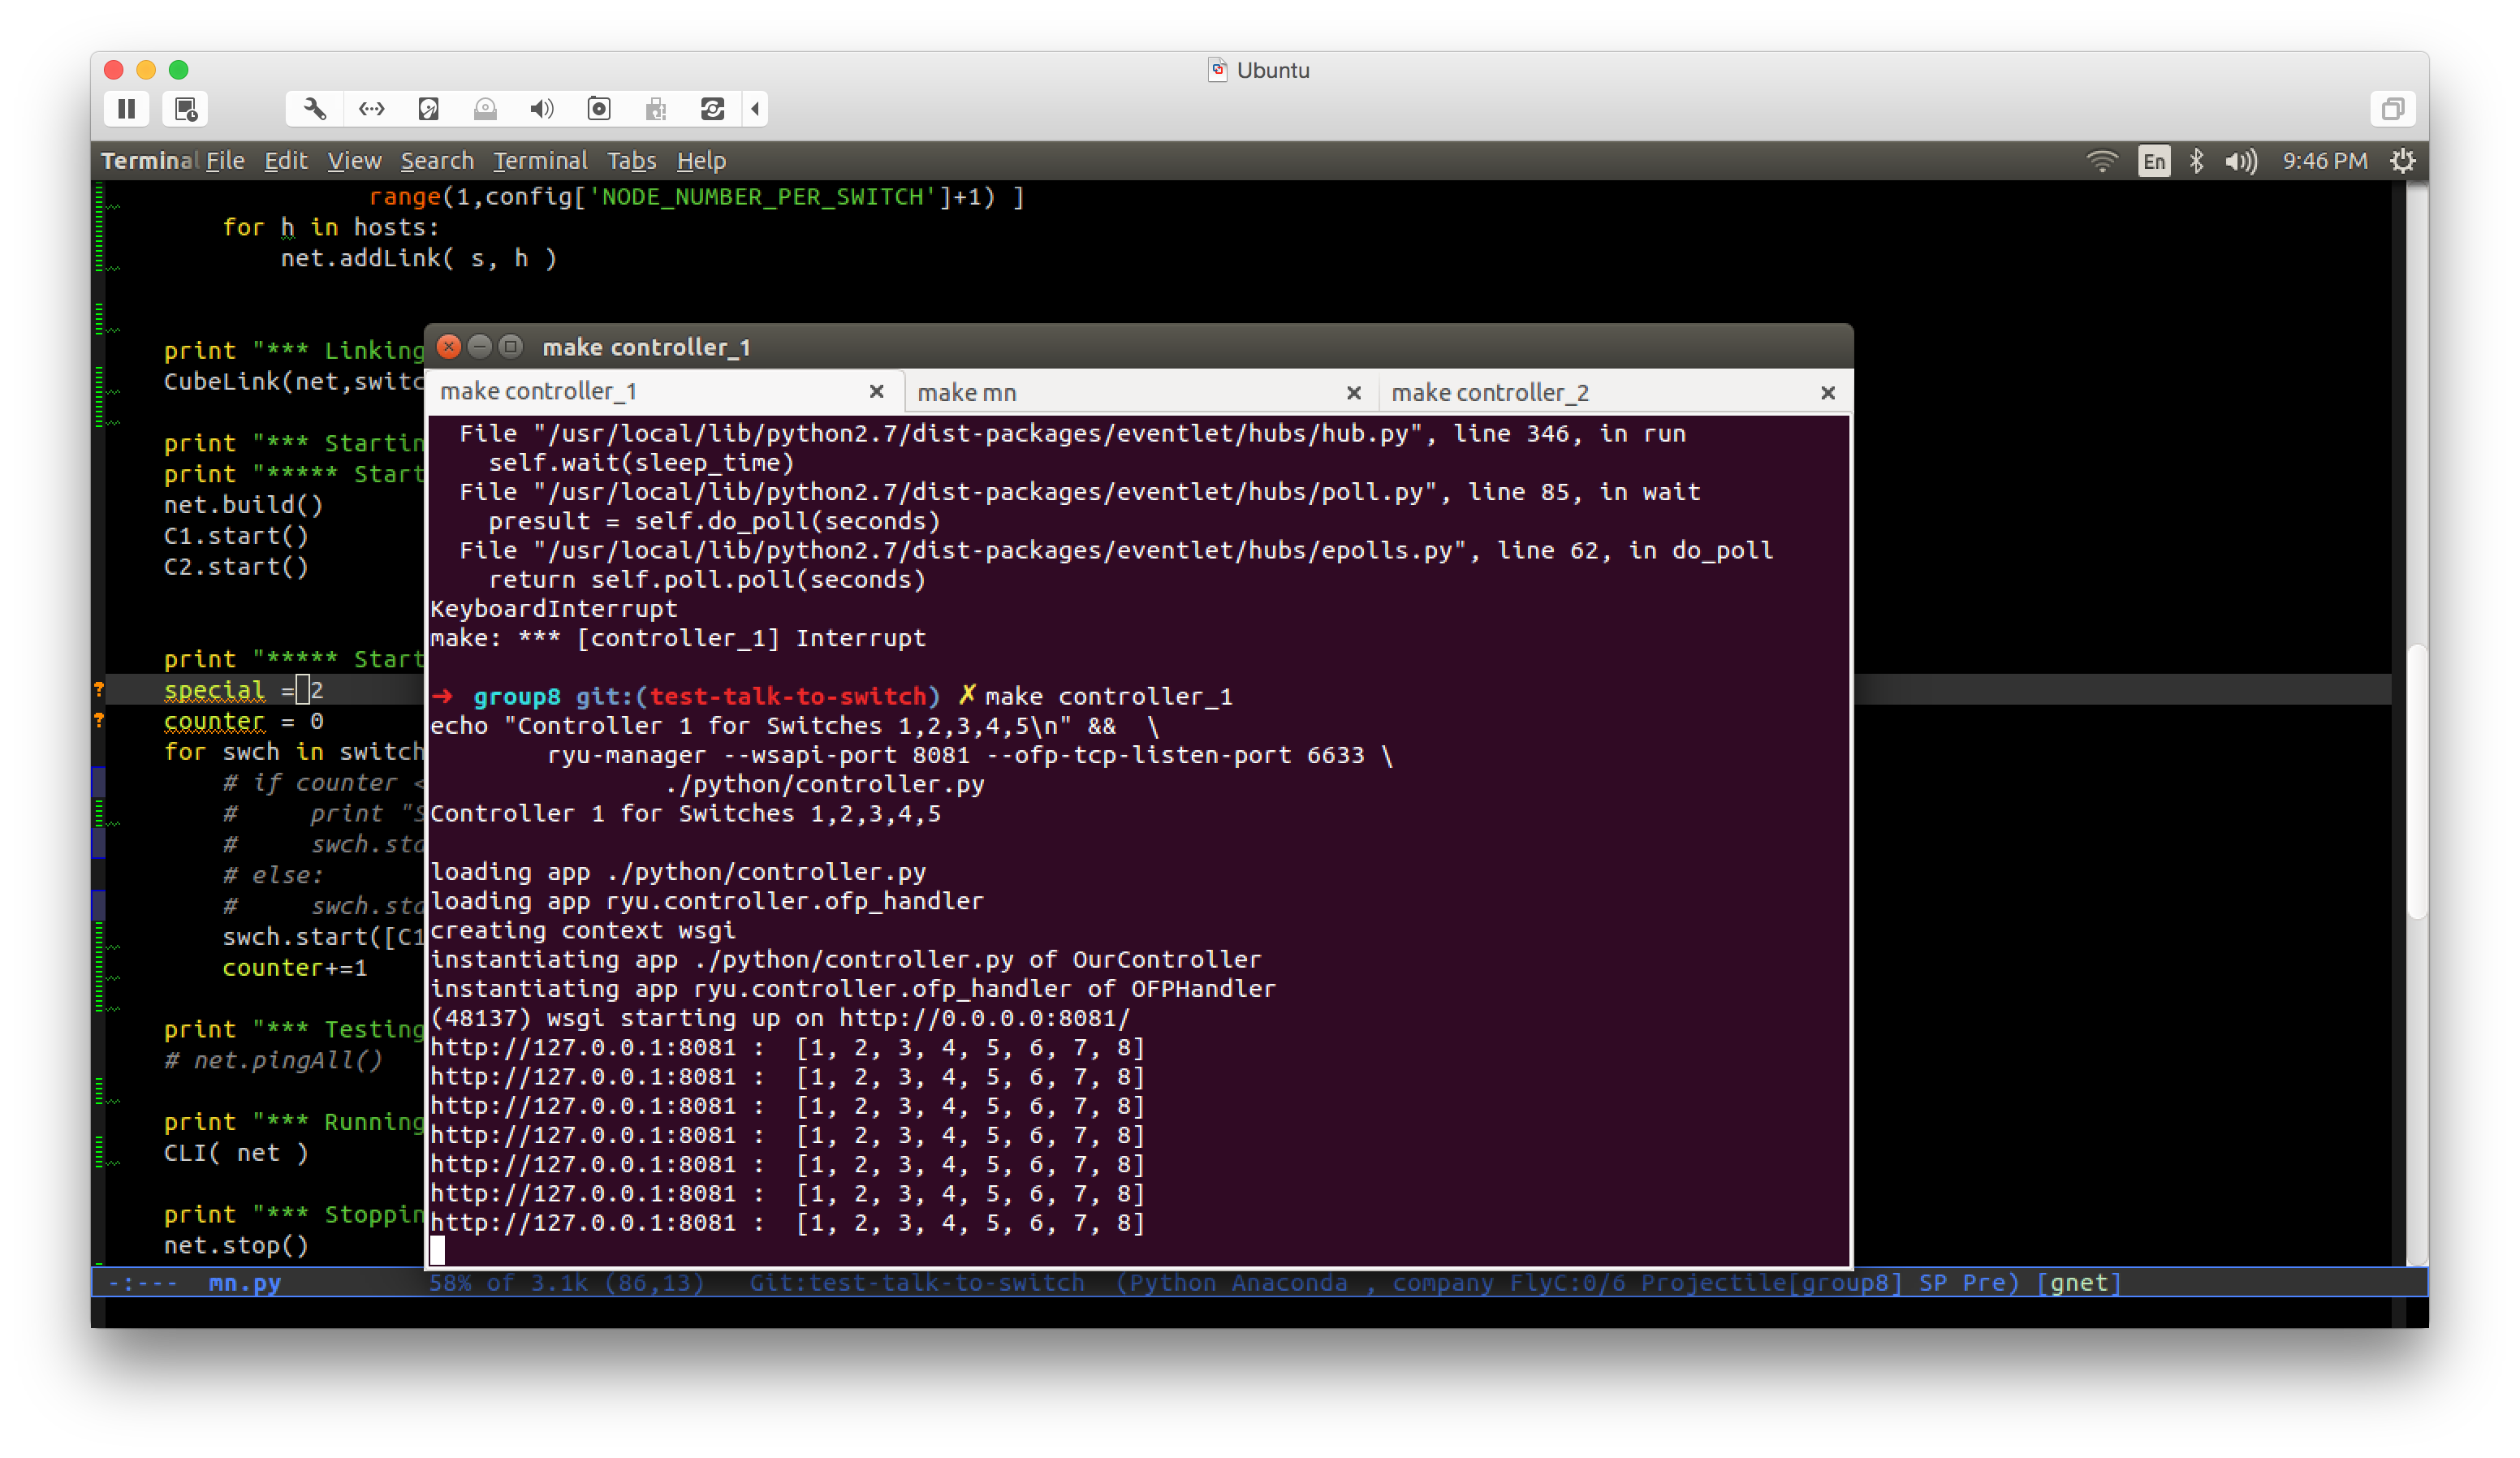 Ubuntu
Terminal File Edit View Search Terminal Tabs Help
En
9:46 PM
range(1,config['NODE_NUMBER_PER_SWITCH']+1) ]
for h in hosts:
net.addLink( s, h )
print "*** Linking
CubeLink(net,switc
print "*** Startin
print "***** Start
net.build()
C1.start()
C2.start()
print "***** Start
special = 2
counter = 0
for swch in switch
# if counter <
# print "S
# swch.sta
# else:
# swch.sta
swch.start([C1
counter+=1
print "*** Testing
# net.pingAll()
print "*** Running
CLI( net )
print "*** Stoppin
net.stop()
make controller_1
make controller_1
make mn
make controller_2
File "/usr/local/lib/python2.7/dist-packages/eventlet/hubs/hub.py", line 346, in run
self.wait(sleep_time)
File "/usr/local/lib/python2.7/dist-packages/eventlet/hubs/poll.py", line 85, in wait
presult = self.do_poll(seconds)
File "/usr/local/lib/python2.7/dist-packages/eventlet/hubs/epolls.py", line 62, in do_poll
return self.poll.poll(seconds)
KeyboardInterrupt
make: *** [controller_1] Interrupt
➜ group8 git:(test-talk-to-switch) ✗ make controller_1
echo "Controller 1 for Switches 1,2,3,4,5\n" && \
ryu-manager --wsapi-port 8081 --ofp-tcp-listen-port 6633 \
./python/controller.py
Controller 1 for Switches 1,2,3,4,5
loading app ./python/controller.py
loading app ryu.controller.ofp_handler
creating context wsgi
instantiating app ./python/controller.py of OurController
instantiating app ryu.controller.ofp_handler of OFPHandler
(48137) wsgi starting up on http://0.0.0.0:8081/
http://127.0.0.1:8081 : [1, 2, 3, 4, 5, 6, 7, 8]
http://127.0.0.1:8081 : [1, 2, 3, 4, 5, 6, 7, 8]
http://127.0.0.1:8081 : [1, 2, 3, 4, 5, 6, 7, 8]
http://127.0.0.1:8081 : [1, 2, 3, 4, 5, 6, 7, 8]
http://127.0.0.1:8081 : [1, 2, 3, 4, 5, 6, 7, 8]
http://127.0.0.1:8081 : [1, 2, 3, 4, 5, 6, 7, 8]
http://127.0.0.1:8081 : [1, 2, 3, 4, 5, 6, 7, 8]
-:--- mn.py 58% of 3.1k (86,13) Git:test-talk-to-switch (Python Anaconda , company FlyC:0/6 Projectile[group8] SP Pre) [gnet]